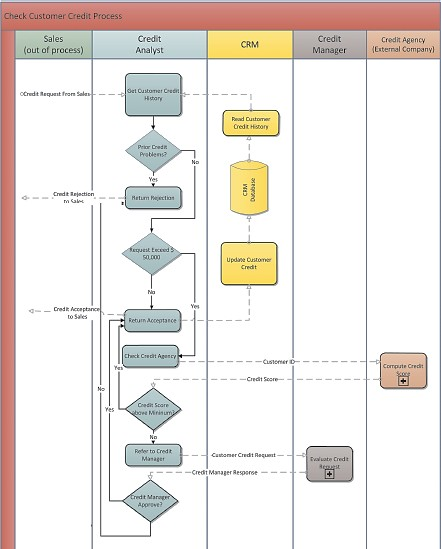 Check Customer Credit Process
Sales
(out of process)
Credit
Analyst
CRM
Credit
Manager
Credit Agency
(External Company)
Credit Request From Sales
Get Customer Credit
History
Read Customer
Credit History
Prior Credit
Problems?
No
Yes
CRM
Database
Credit Rejection
to Sales
Return Rejection
Request Exceed $
50,000
Update Customer
Credit
No
Yes
Credit Acceptance
to Sales
Return Acceptance
Check Credit Agency
Customer ID
Compute Credit
Score
Yes
Credit Score
No
Yes
Credit Score
above Minimum?
No
Refer to Credit
Manager
Customer Credit Request
Evaluate Credit
Request
Credit Manager Response
Credit Manager
Approve?